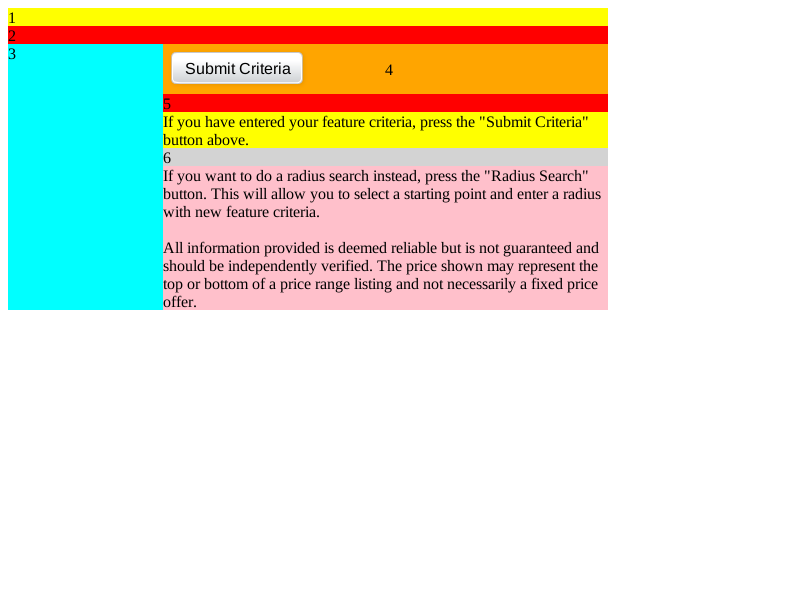 1
2
3
Submit Criteria 4
5
If you have entered your feature criteria, press the "Submit Criteria"
button above.
6
If you want to do a radius search instead, press the "Radius Search"
button. This will allow you to select a starting point and enter a radius
with new feature criteria.
All information provided is deemed reliable but is not guaranteed and
should be independently verified. The price shown may represent the
top or bottom of a price range listing and not necessarily a fixed price
offer.